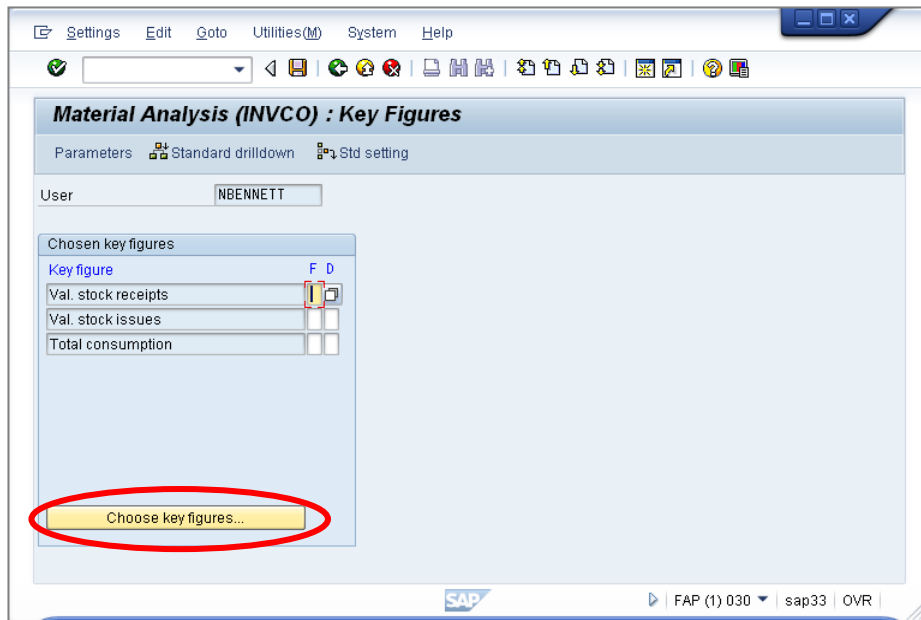 Settings Edit Goto Utilities(M) System Help
Material Analysis (INVCO) : Key Figures
Parameters Standard drilldown Std setting
User NBENNETT
Chosen key figures
Key figure F D
Val. stock receipts
Val. stock issues
Total consumption
Choose key figures...
SAP FAP (1) 030 sap33 OVR